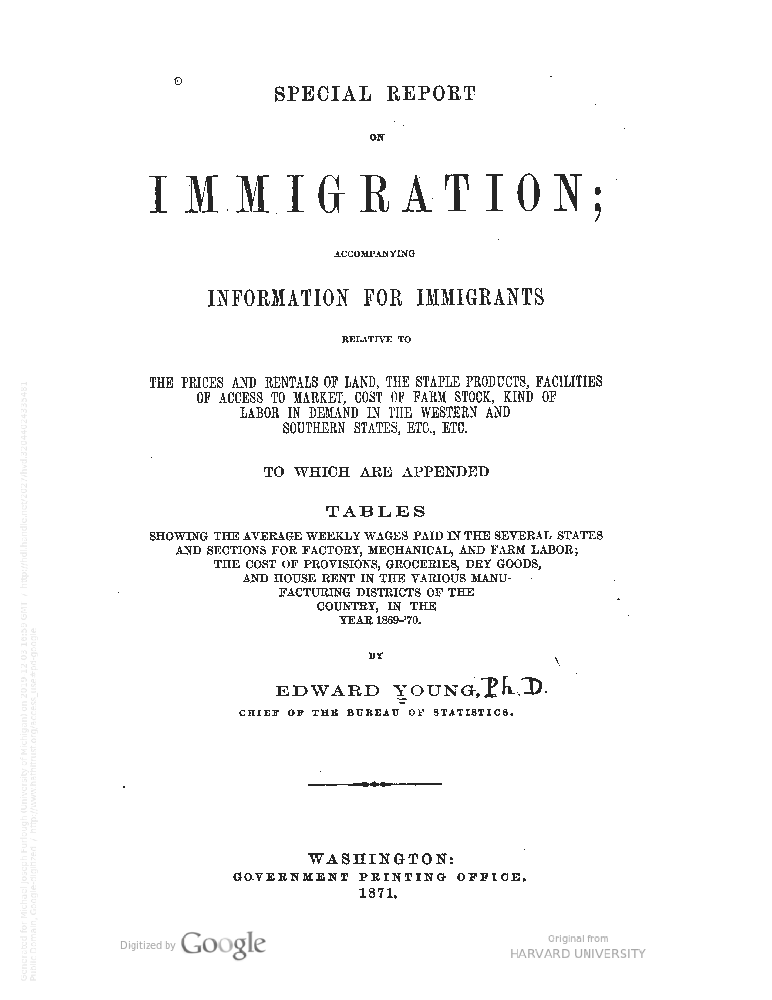 SPECIAL REPORT
ON
IMMIGRATION;
ACCOMPANYING
INFORMATION FOR IMMIGRANTS
RELATIVE TO
THE PRICES AND RENTALS OF LAND, THE STAPLE PRODUCTS, FACILITIES
OF ACCESS TO MARKET, COST OF FARM STOCK, KIND OF
LABOR IN DEMAND IN THE WESTERN AND
SOUTHERN STATES, ETC., ETC.
TO WHICH ARE APPENDED
TABLES
SHOWING THE AVERAGE WEEKLY WAGES PAID IN THE SEVERAL STATES
AND SECTIONS FOR FACTORY, MECHANICAL, AND FARM LABOR;
THE COST OF PROVISIONS, GROCERIES, DRY GOODS,
AND HOUSE RENT IN THE VARIOUS MANU-
FACTURING DISTRICTS OF THE
COUNTRY, IN THE
YEAR 1869–'70.
BY
EDWARD YOUNG, Ph.D.
CHIEF OF THE BUREAU OF STATISTICS.
WASHINGTON:
GOVERNMENT PRINTING OFFICE.
1871.
Digitized by Google
Original from
HARVARD UNIVERSITY
Generated for Michael Joseph Furlough (University of Michigan) on 2019-12-03 16:59 GMT / http://hdl.handle.net/2027/hvd.32044024335481
Public Domain, Google-digitized / http://www.hathitrust.org/access_use#pd-google